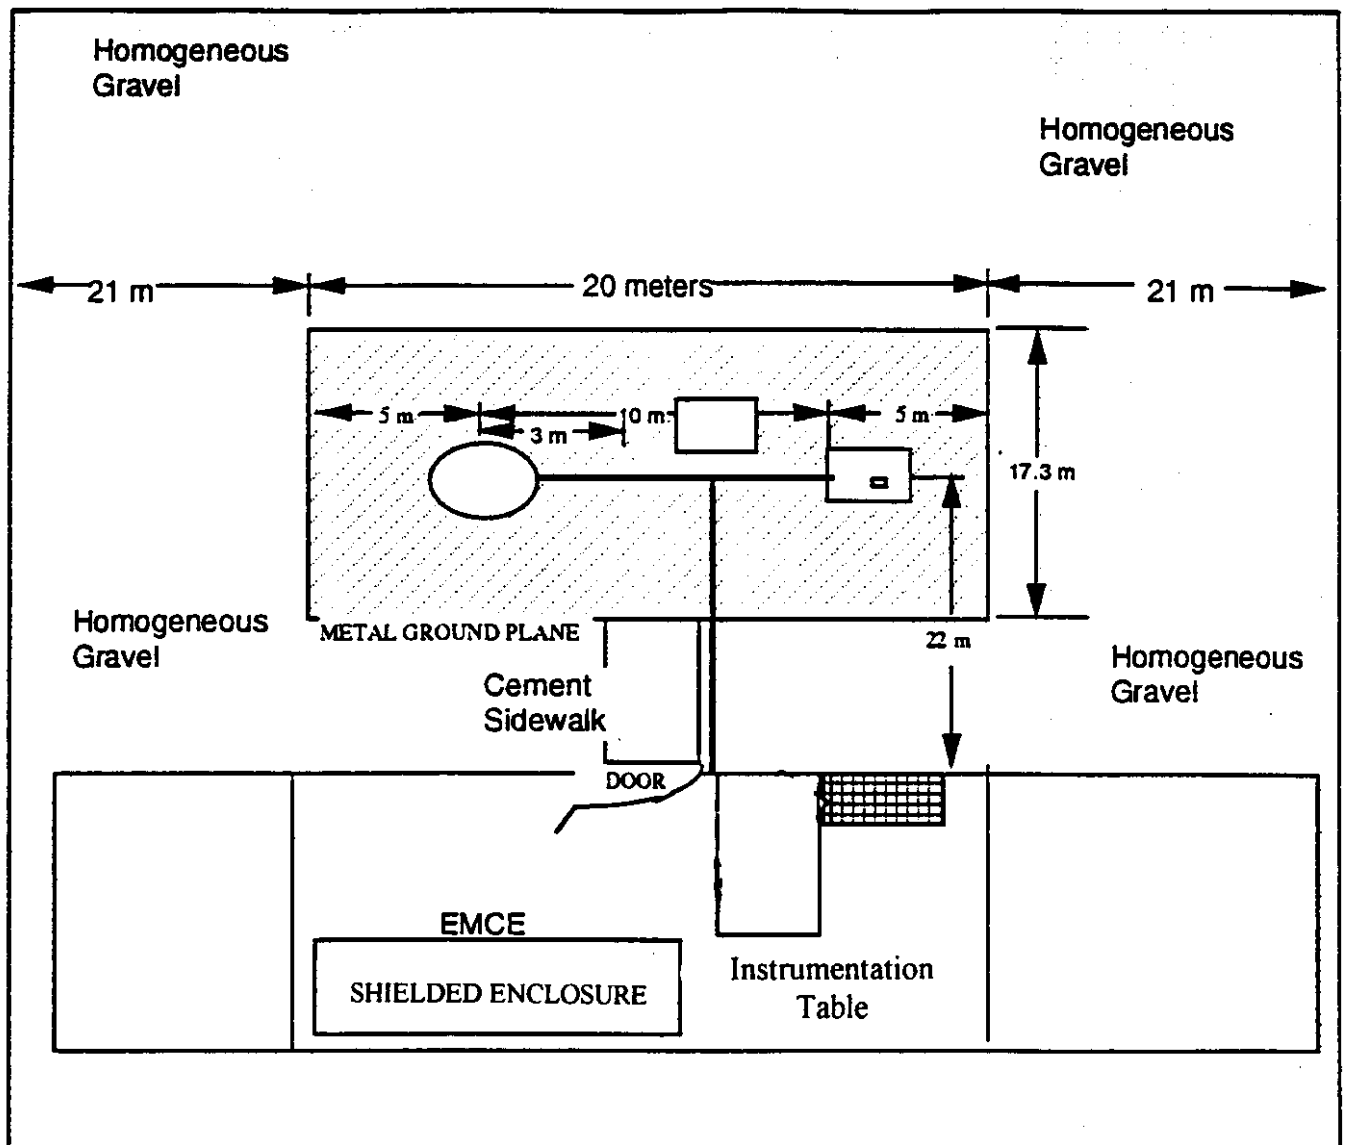 Homogeneous
Gravel
Homogeneous
Gravel
21 m
20 meters
21 m
5 m
10 m
5 m
3 m
17.3 m
Homogeneous
Gravel
METAL GROUND PLANE
22 m
Homogeneous
Gravel
Cement
Sidewalk
DOOR
EMCE
SHIELDED ENCLOSURE
Instrumentation
Table